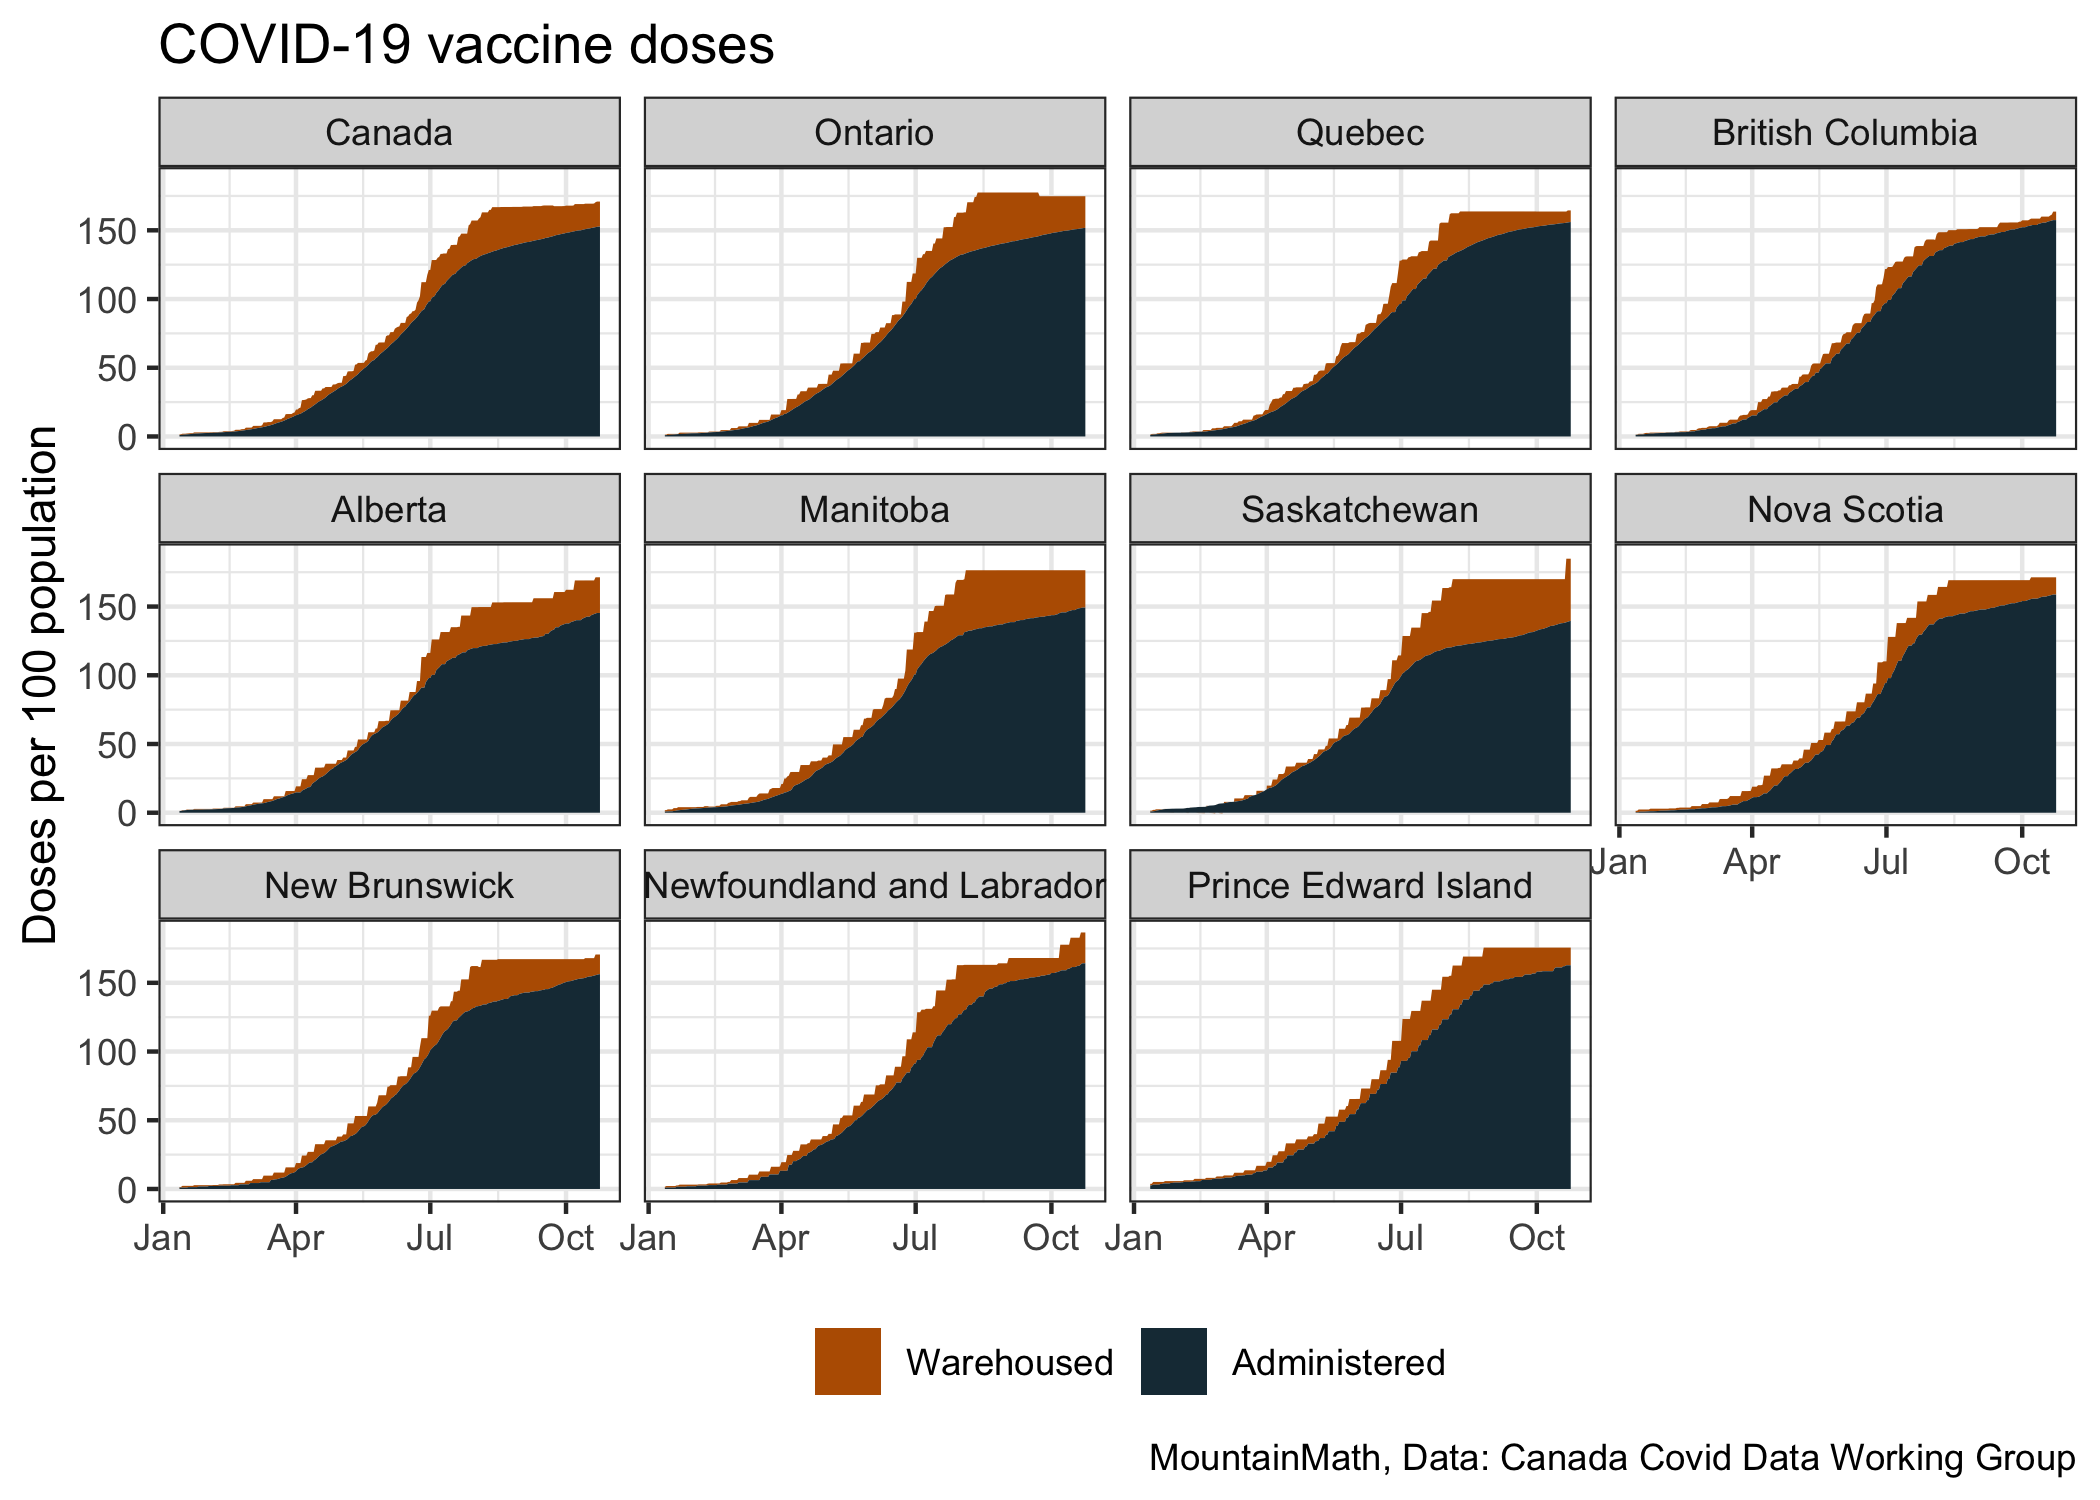 COVID-19 vaccine doses
Canada
Ontario
Quebec
British Columbia
150
100
50
0
Alberta
Manitoba
Saskatchewan
Nova Scotia
150
100
50
0
Jan Apr Jul Oct
New Brunswick
Newfoundland and Labrador
Prince Edward Island
150
100
50
0
Jan Apr Jul Oct
Jan Apr Jul Oct
Jan Apr Jul Oct
Doses per 100 population
Warehoused
Administered
MountainMath, Data: Canada Covid Data Working Group